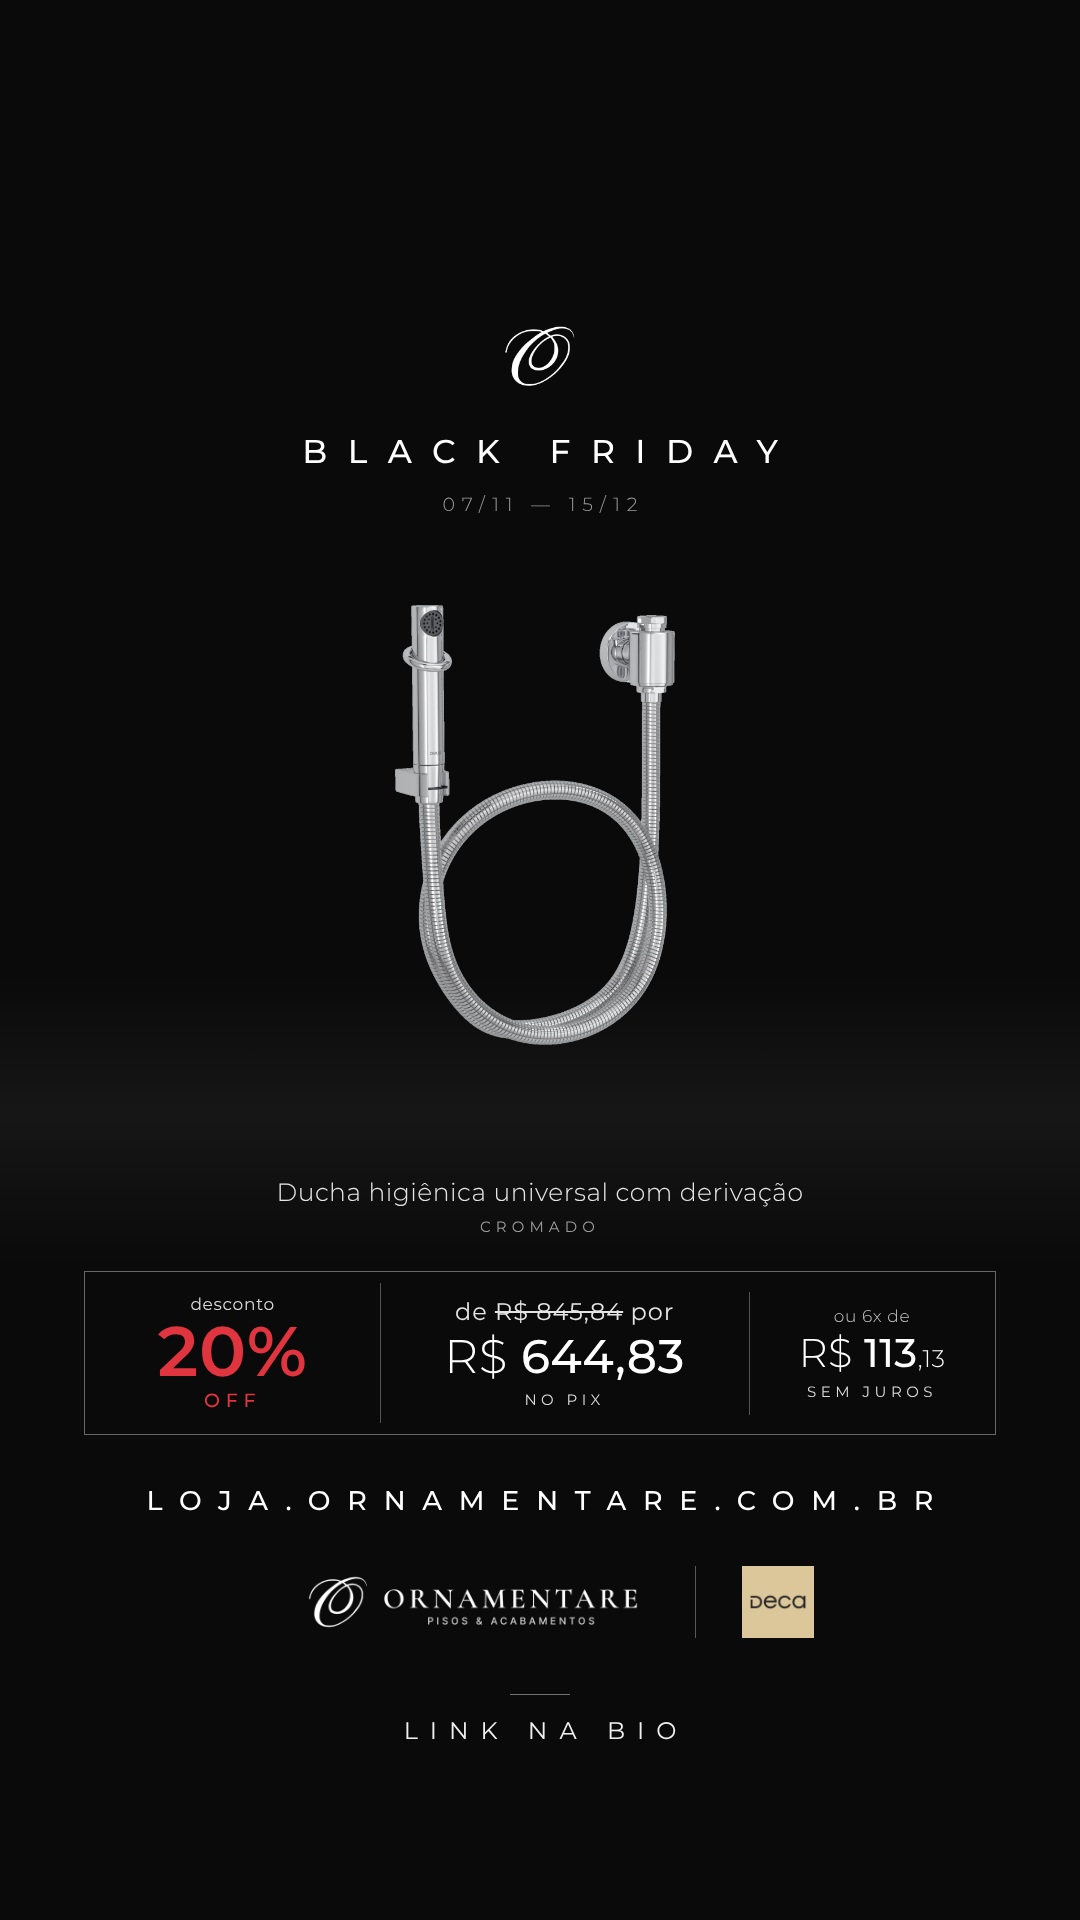 O
BLACK FRIDAY
07/11 — 15/12
Ducha higiênica universal com derivação
CROMADO
desconto
20%
OFF
de R$ 845,84 por
R$ 644,83
NO PIX
ou 6x de
R$ 113,13
SEM JUROS
LOJA.ORNAMENTARE.COM.BR
O ORNAMENTARE
PISOS & ACABAMENTOS
Deca
LINK NA BIO